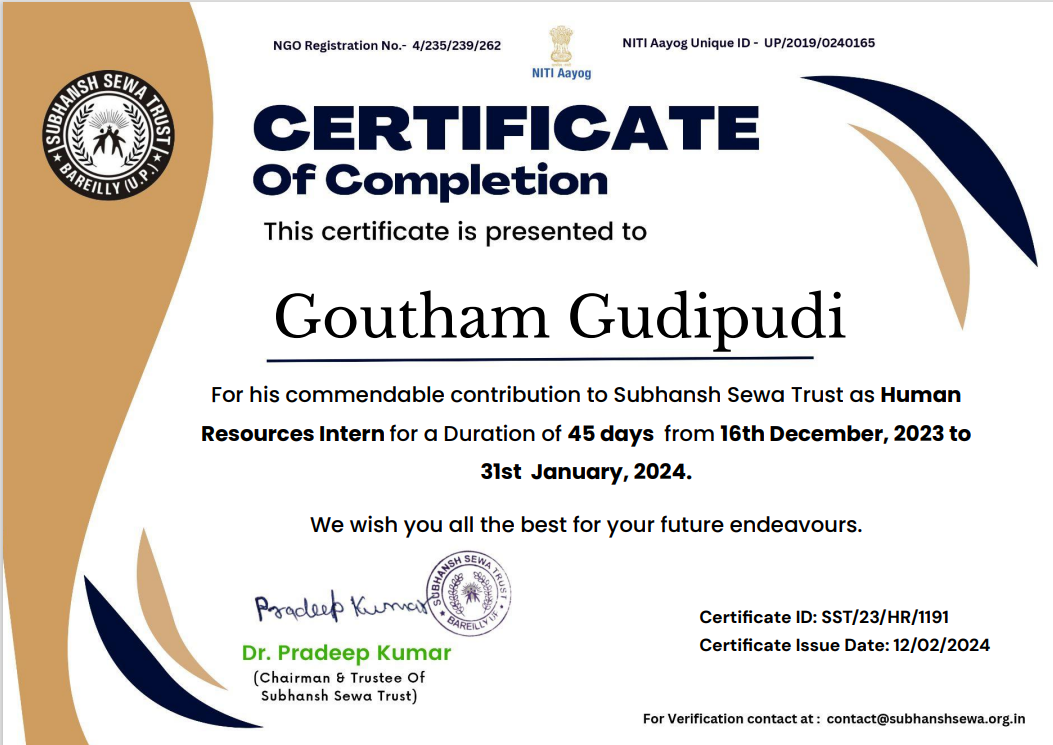 NGO Registration No.- 4/235/239/262
NITI Aayog Unique ID - UP/2019/0240165
NITI Aayog
SUBHANSH SEWA TRUST
BAREILLY (U.P.)
CERTIFICATE
Of Completion
This certificate is presented to
Goutham Gudipudi
For his commendable contribution to Subhansh Sewa Trust as Human
Resources Intern for a Duration of 45 days from 16th December, 2023 to
31st January, 2024.
We wish you all the best for your future endeavours.
Pradeep Kumar
SUBHANSH SEWA TRUST
BAREILLY U.P
Dr. Pradeep Kumar
(Chairman & Trustee Of
Subhansh Sewa Trust)
Certificate ID: SST/23/HR/1191
Certificate Issue Date: 12/02/2024
For Verification contact at : contact@subhanshsewa.org.in